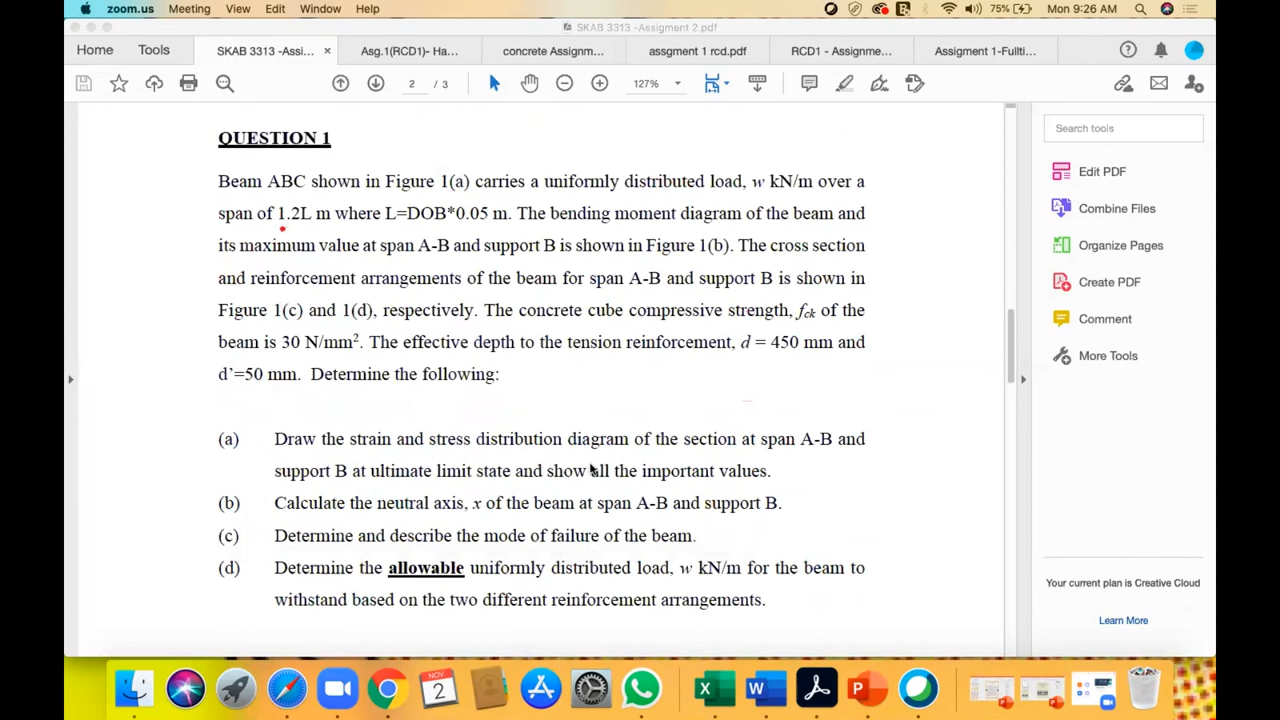 zoom.us Meeting View Edit Window Help 75% Mon 9:26 AM
SKAB 3313 -Assigment 2.pdf
Home Tools SKAB 3313 -Assi... × Asg.1(RCD1)- Ha... concrete Assignm... assgment 1 rcd.pdf RCD1 - Assignme... Assigment 1-Fullti...
2 / 3 127%
QUESTION 1
Beam ABC shown in Figure 1(a) carries a uniformly distributed load, w kN/m over a
span of 1.2L m where L=DOB*0.05 m. The bending moment diagram of the beam and
its maximum value at span A-B and support B is shown in Figure 1(b). The cross section
and reinforcement arrangements of the beam for span A-B and support B is shown in
Figure 1(c) and 1(d), respectively. The concrete cube compressive strength, fck of the
beam is 30 N/mm². The effective depth to the tension reinforcement, d = 450 mm and
d’=50 mm. Determine the following:
(a) Draw the strain and stress distribution diagram of the section at span A-B and
support B at ultimate limit state and show all the important values.
(b) Calculate the neutral axis, x of the beam at span A-B and support B.
(c) Determine and describe the mode of failure of the beam.
(d) Determine the allowable uniformly distributed load, w kN/m for the beam to
withstand based on the two different reinforcement arrangements.
Search tools
Edit PDF
Combine Files
Organize Pages
Create PDF
Comment
More Tools
Your current plan is Creative Cloud
Learn More
NOV
2